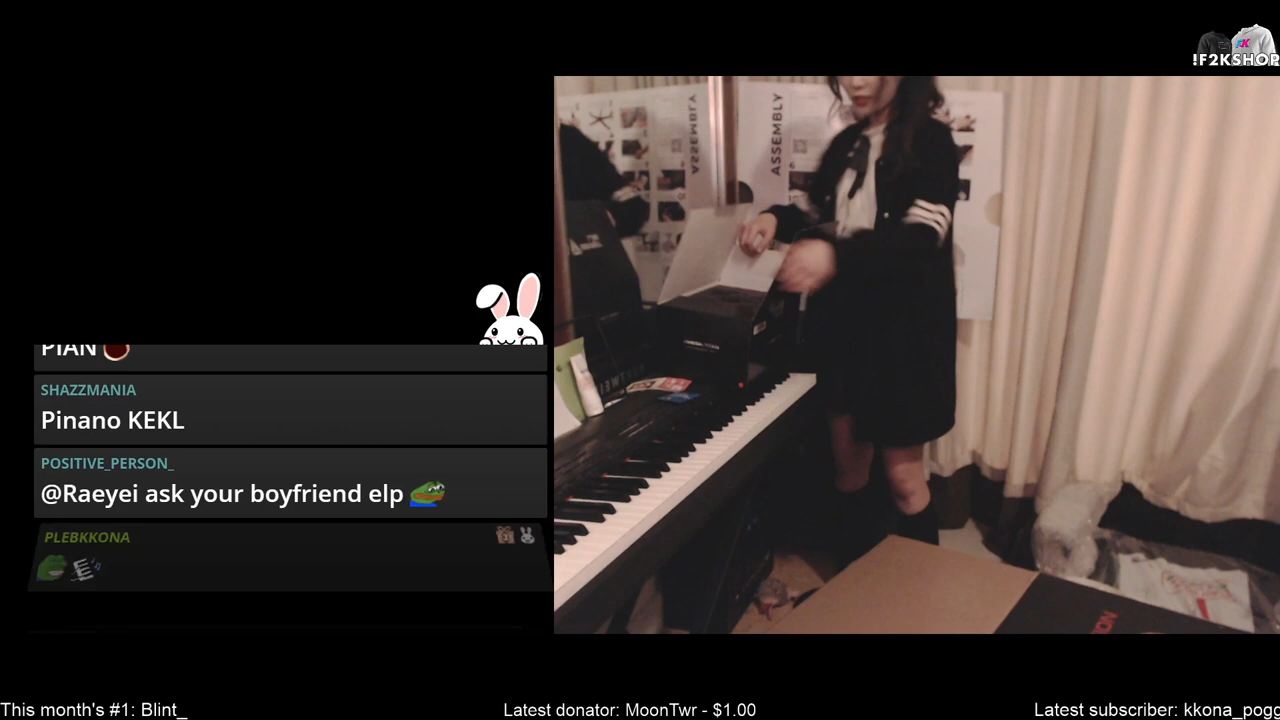 !F2KSHOP
ASSEMBLY
ASSEMBLY
PIAN
SHAZZMANIA
Pinano KEKL
POSITIVE_PERSON_
@Raeyei ask your boyfriend elp
PLEBKKONA
This month's #1: Blint_
Latest donator: MoonTwr - $1.00
Latest subscriber: kkona_pogg